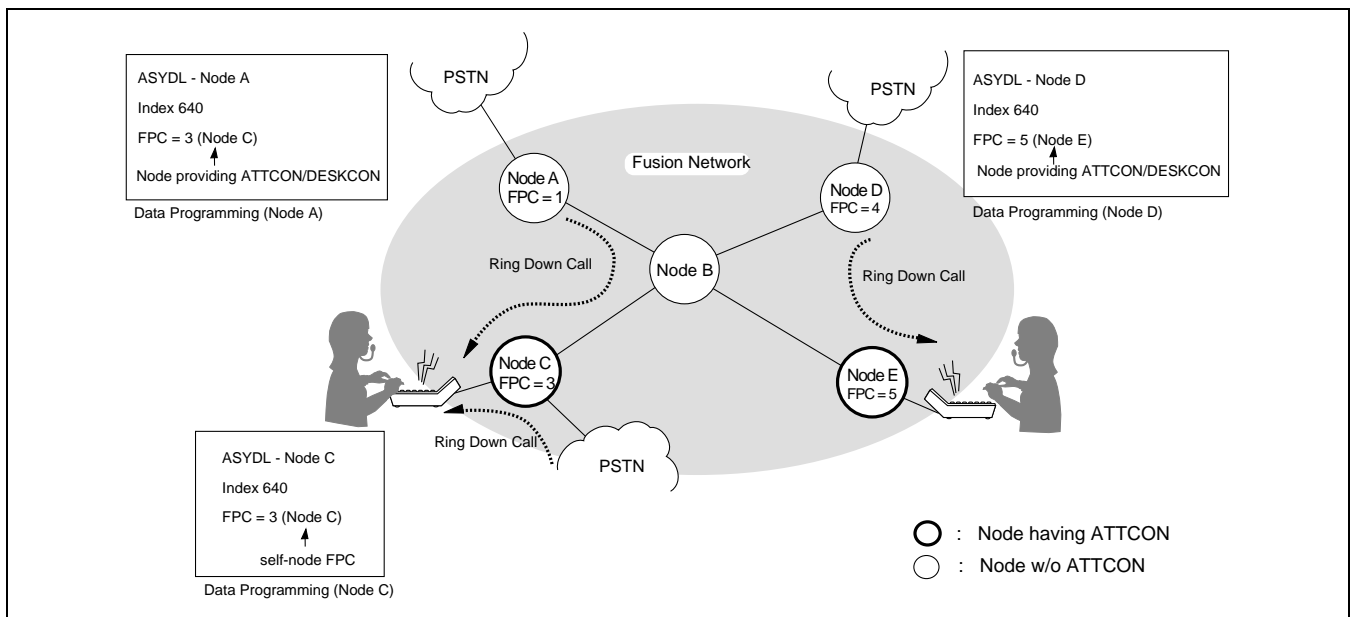 ASYDL - Node A
Index 640
FPC = 3 (Node C)
Node providing ATTCON/DESKCON
Data Programming (Node A)
PSTN
PSTN
ASYDL - Node D
Index 640
FPC = 5 (Node E)
Node providing ATTCON/DESKCON
Data Programming (Node D)
Fusion Network
Node A
FPC = 1
Node D
FPC = 4
Ring Down Call
Node B
Ring Down Call
Node C
FPC = 3
Node E
FPC = 5
Ring Down Call
PSTN
ASYDL - Node C
Index 640
FPC = 3 (Node C)
self-node FPC
Data Programming (Node C)
: Node having ATTCON
: Node w/o ATTCON